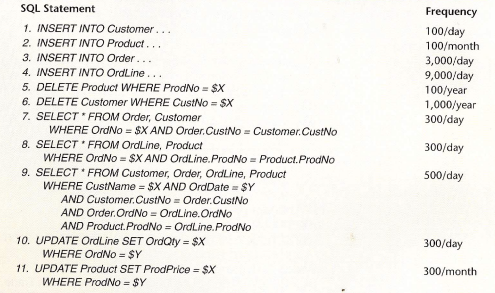 SQL Statement Frequency
1. INSERT INTO Customer . . . 100/day
2. INSERT INTO Product . . . 100/month
3. INSERT INTO Order . . . 3,000/day
4. INSERT INTO OrdLine . . . 9,000/day
5. DELETE Product WHERE ProdNo = $X 100/year
6. DELETE Customer WHERE CustNo = $X 1,000/year
7. SELECT * FROM Order, Customer 300/day
WHERE OrdNo = $X AND Order.CustNo = Customer.CustNo
8. SELECT * FROM OrdLine, Product 300/day
WHERE OrdNo = $X AND OrdLine.ProdNo = Product.ProdNo
9. SELECT * FROM Customer, Order, OrdLine, Product 500/day
WHERE CustName = $X AND OrdDate = $Y
AND Customer.CustNo = Order.CustNo
AND Order.OrdNo = OrdLine.OrdNo
AND Product.ProdNo = OrdLine.ProdNo
10. UPDATE OrdLine SET OrdQty = $X 300/day
WHERE OrdNo = $Y
11. UPDATE Product SET ProdPrice = $X 300/month
WHERE ProdNo = $Y